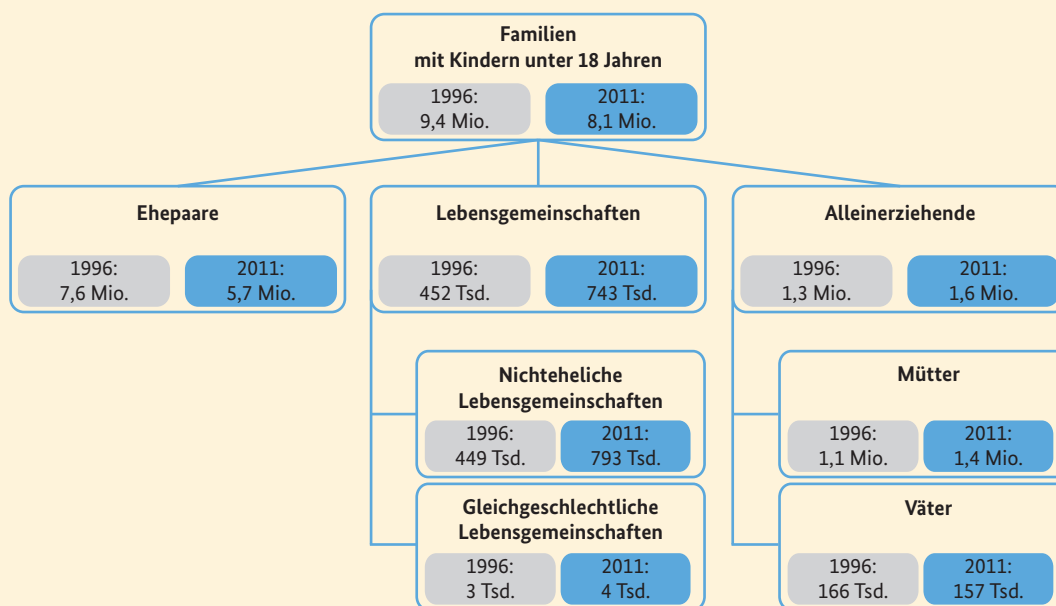 Familien
mit Kindern unter 18 Jahren
1996:
9,4 Mio.
2011:
8,1 Mio.
Ehepaare
1996:
7,6 Mio.
2011:
5,7 Mio.
Lebensgemeinschaften
1996:
452 Tsd.
2011:
743 Tsd.
Alleinerziehende
1996:
1,3 Mio.
2011:
1,6 Mio.
Nichteheliche
Lebensgemeinschaften
1996:
449 Tsd.
2011:
793 Tsd.
Mütter
1996:
1,1 Mio.
2011:
1,4 Mio.
Gleichgeschlechtliche
Lebensgemeinschaften
1996:
3 Tsd.
2011:
4 Tsd.
Väter
1996:
166 Tsd.
2011:
157 Tsd.